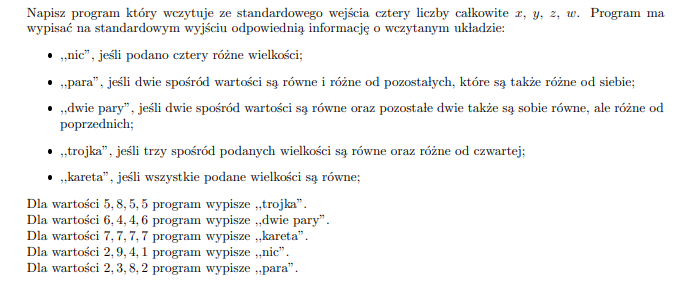 Napisz program który wczytuje ze standardowego wejścia cztery liczby całkowite x, y, z, w. Program ma
wypisać na standardowym wyjściu odpowiednią informację o wczytanym układzie:
• ,,nic”, jeśli podano cztery różne wielkości;
• ,,para”, jeśli dwie spośród wartości są równe i różne od pozostałych, które są także różne od siebie;
• ,,dwie pary”, jeśli dwie spośród wartości są równe oraz pozostałe dwie także są sobie równe, ale różne od
poprzednich;
• ,,trojka”, jeśli trzy spośród podanych wielkości są równe oraz różne od czwartej;
• ,,kareta”, jeśli wszystkie podane wielkości są równe;
Dla wartości 5, 8, 5, 5 program wypisze ,,trojka”.
Dla wartości 6, 4, 4, 6 program wypisze ,,dwie pary”.
Dla wartości 7, 7, 7, 7 program wypisze ,,kareta”.
Dla wartości 2, 9, 4, 1 program wypisze ,,nic”.
Dla wartości 2, 3, 8, 2 program wypisze ,,para”.